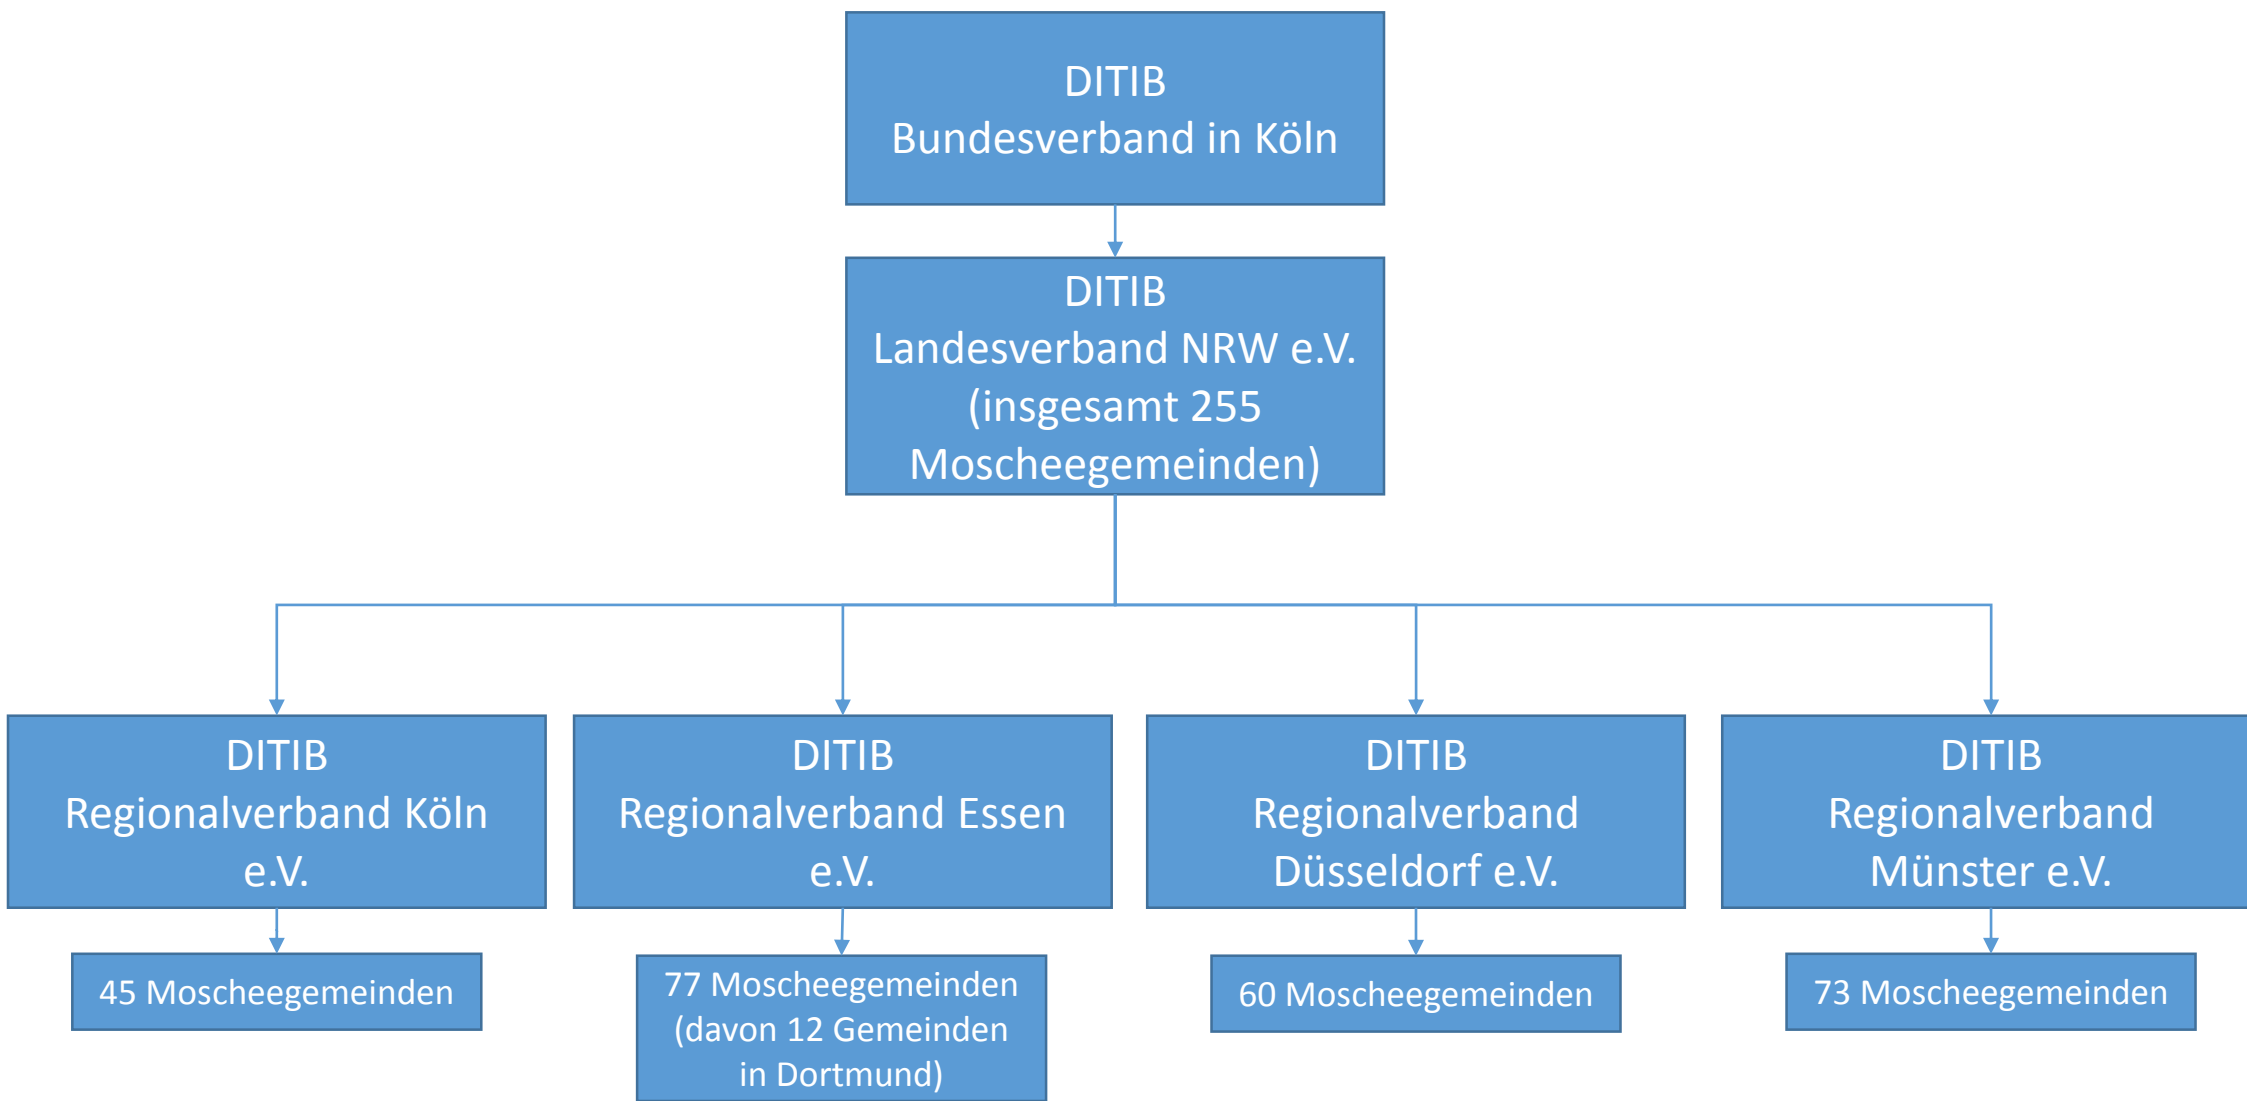 DITIB
Bundesverband in Köln
DITIB
Landesverband NRW e.V.
(insgesamt 255
Moscheegemeinden)
DITIB
Regionalverband Köln
e.V.
DITIB
Regionalverband Essen
e.V.
DITIB
Regionalverband
Düsseldorf e.V.
DITIB
Regionalverband
Münster e.V.
45 Moscheegemeinden
77 Moscheegemeinden
(davon 12 Gemeinden
in Dortmund)
60 Moscheegemeinden
73 Moscheegemeinden